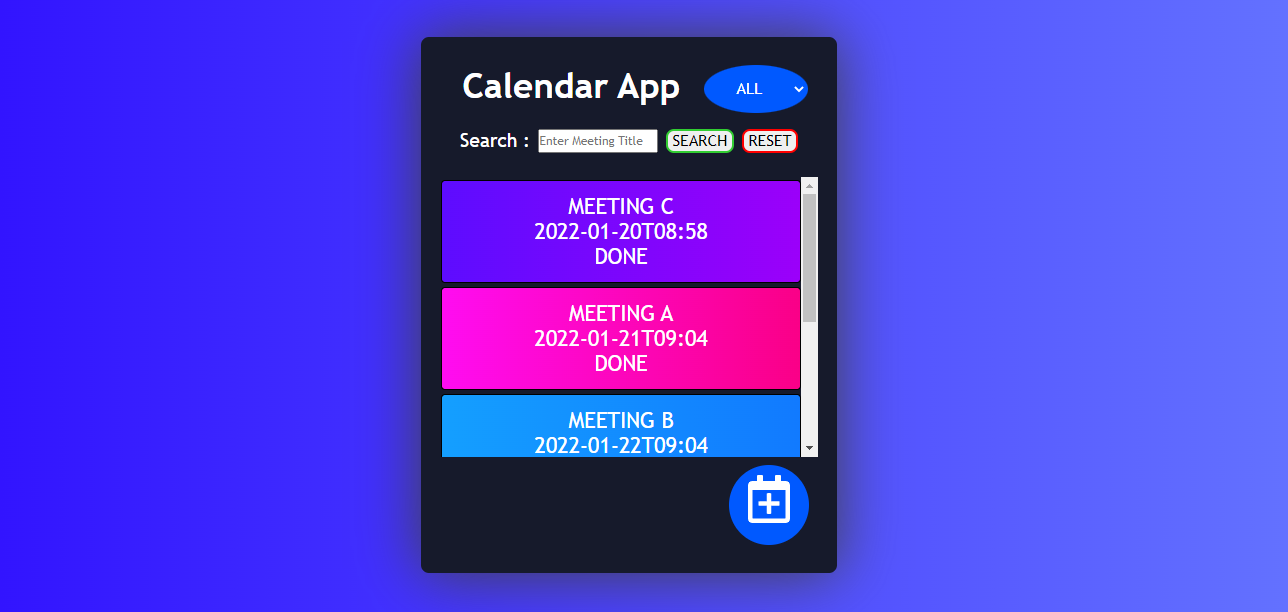 Calendar App ALL
Search : Enter Meeting Title SEARCH RESET
MEETING C
2022-01-20T08:58
DONE
MEETING A
2022-01-21T09:04
DONE
MEETING B
2022-01-22T09:04